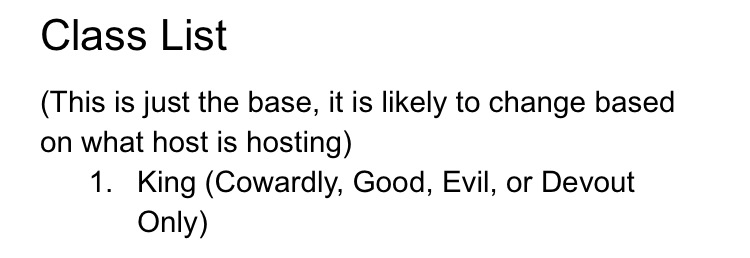 Class List
(This is just the base, it is likely to change based
on what host is hosting)
1. King (Cowardly, Good, Evil, or Devout
Only)